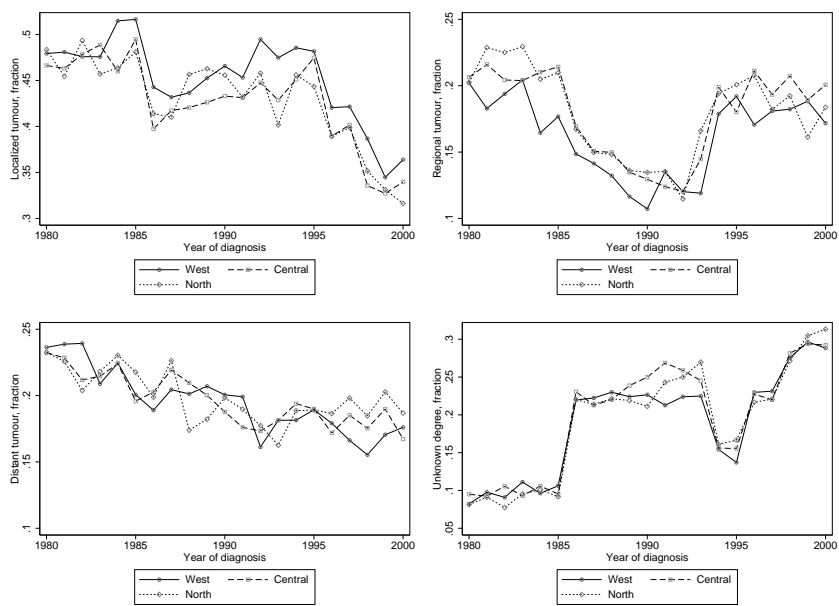 Localized tumour, fraction
.5
.45
.4
.35
.3
1980 1985 1990 1995 2000
Year of diagnosis
West Central
North
Regional tumour, fraction
.25
.2
.15
.1
1980 1985 1990 1995 2000
Year of diagnosis
West Central
North
Distant tumour, fraction
.25
.2
.15
.1
1980 1985 1990 1995 2000
Year of diagnosis
West Central
North
Unknown degree, fraction
.3
.25
.2
.15
.1
.05
1980 1985 1990 1995 2000
Year of diagnosis
West Central
North